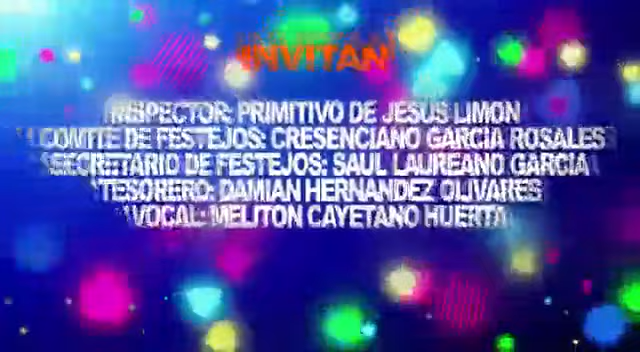 INVITAN
INSPECTOR: PRIMITIVO DE JESUS LIMON
COMITE DE FESTEJOS: CRESENCIANO GARCIA ROSALES
SECRETARIO DE FESTEJOS: SAUL LAUREANO GARCIA
TESORERO: DAMIAN HERNANDEZ OLIVARES
VOCAL: MELITON CAYETANO HUERTA